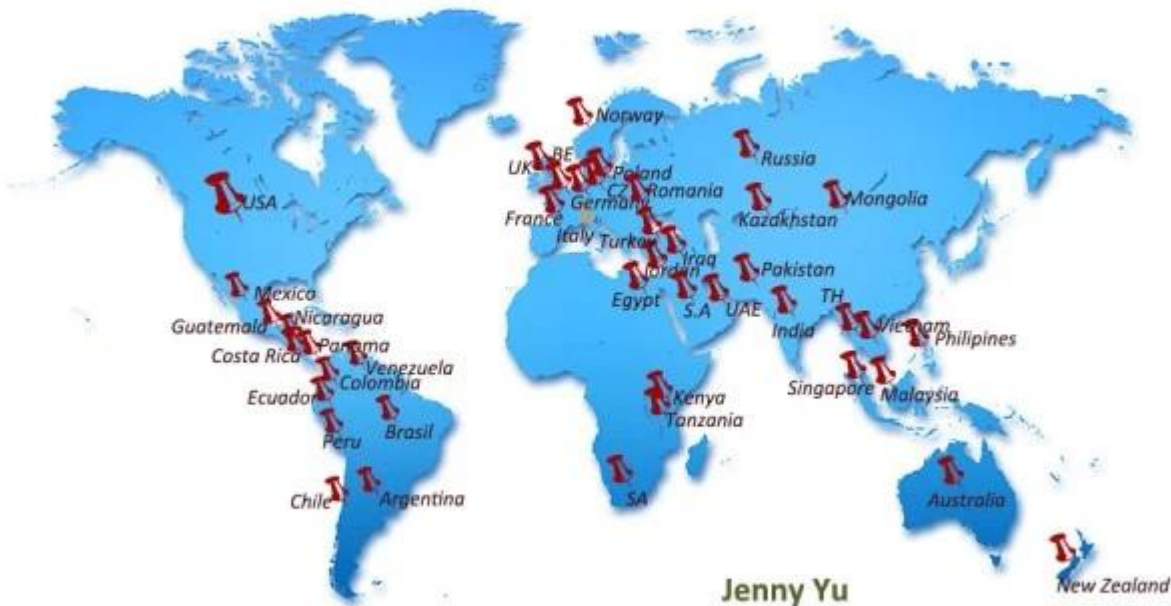 Norway
UK
BE
Poland
Russia
CZ
Romania
USA
Germany
Mongolia
France
Kazakhstan
Italy
Turkey
Iraq
Jordan
Pakistan
Mexico
Egypt
S.A
UAE
TH
India
Guatemala
Nicaragua
Vietnam
Philipines
Costa Rica
Panama
Venezuela
Singapore
Malaysia
Colombia
Ecuador
Kenya
Brasil
Tanzania
Peru
Chile
Argentina
SA
Australia
New Zealand
Jenny Yu